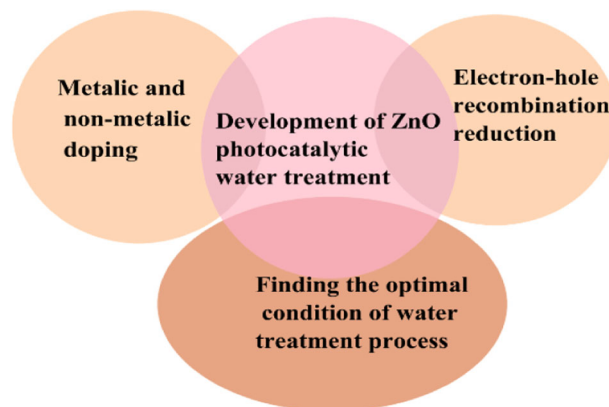 Metalic and
non-metalic
doping
Development of ZnO
photocatalytic
water treatment
Electron-hole
recombination
reduction
Finding the optimal
condition of water
treatment process